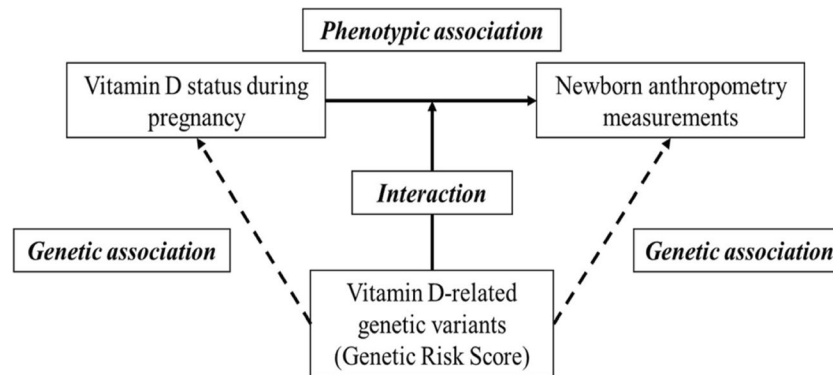 Phenotypic association
Vitamin D status during
pregnancy
Newborn anthropometry
measurements
Interaction
Genetic association
Genetic association
Vitamin D-related
genetic variants
(Genetic Risk Score)